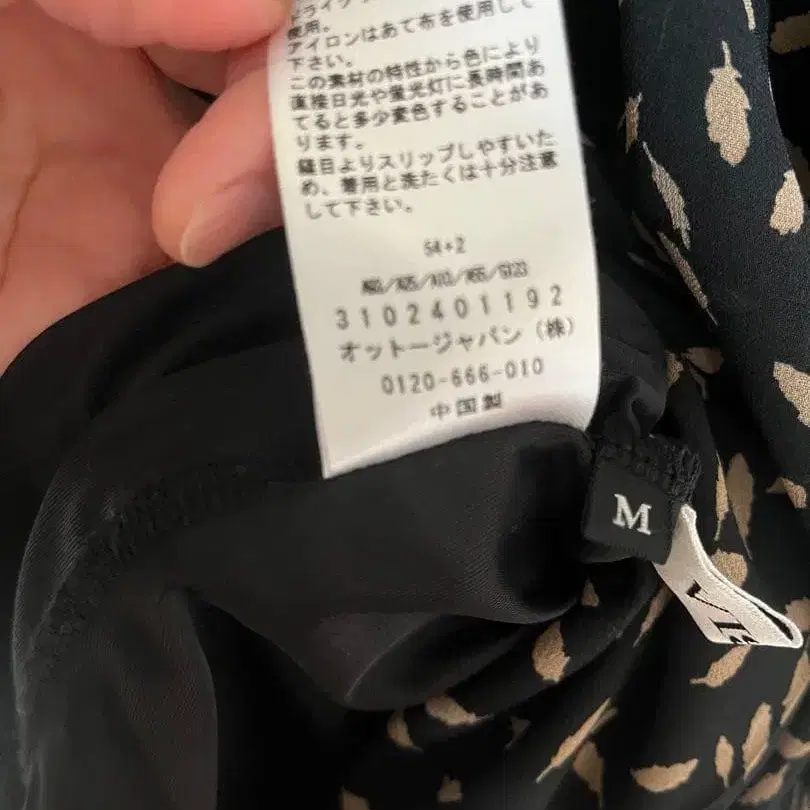 使用。
アイロンはあて布を使用して
下さい。
この素材の特性から色により
直接日光や蛍光灯に長時間あ
てると多少変色することがあ
ります。
縫目よりスリップしやすいた
め、着用と洗たくは十分注意
して下さい。
54+2
3102401192
オットージャパン（株）
0120-666-010
中国製
M